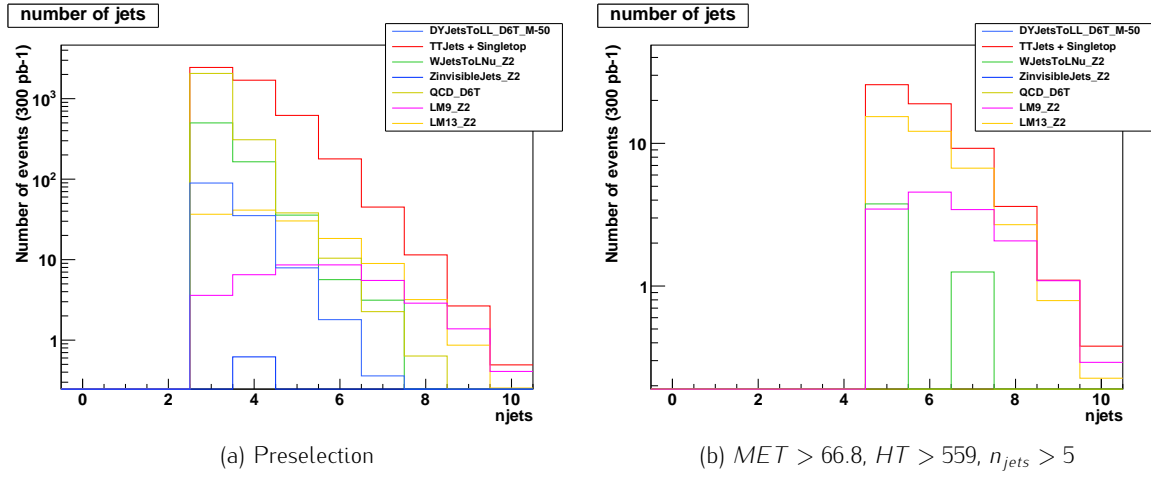 number of jets
Number of events (300 pb-1)
10³
10²
10
1
DYJetsToLL_D6T_M-50
TTJets + Singletop
WJetsToLNu_Z2
ZinvisibleJets_Z2
QCD_D6T
LM9_Z2
LM13_Z2
0 2 4 6 8 10
njets
(a) Preselection
number of jets
Number of events (300 pb-1)
10
1
DYJetsToLL_D6T_M-50
TTJets + Singletop
WJetsToLNu_Z2
ZinvisibleJets_Z2
QCD_D6T
LM9_Z2
LM13_Z2
0 2 4 6 8 10
njets
(b) MET > 66.8, HT > 559, n_jets > 5